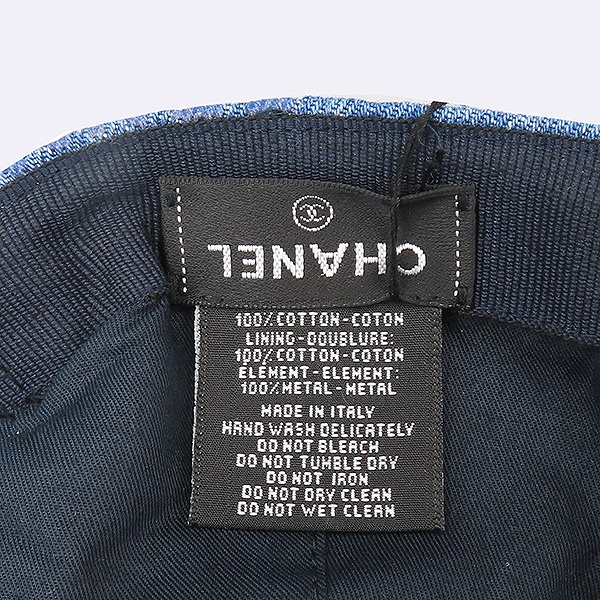 CHANEL
100% COTTON-COTON
LINING-DOUBLURE:
100% COTTON-COTON
ÉLÉMENT-ELEMENT:
100% METAL-METAL
MADE IN ITALY
HAND WASH DELICATELY
DO NOT BLEACH
DO NOT TUMBLE DRY
DO NOT IRON
DO NOT DRY CLEAN
DO NOT WET CLEAN